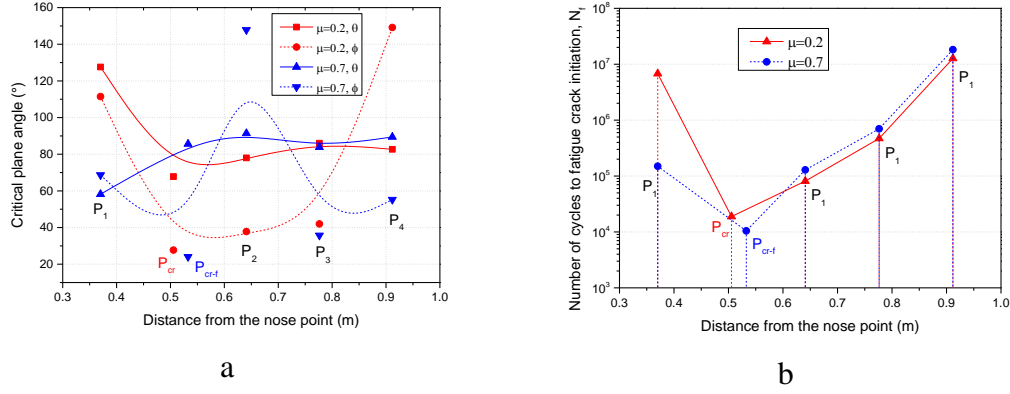 160
140
120
100
80
60
40
20
0.3 0.4 0.5 0.6 0.7 0.8 0.9 1.0
Critical plane angle (°)
Distance from the nose point (m)
μ=0.2, θ
μ=0.2, ϕ
μ=0.7, θ
μ=0.7, ϕ
P1
Pcr
Pcr-f
P2
P3
P4
a
10^8
10^7
10^6
10^5
10^4
10^3
0.3 0.4 0.5 0.6 0.7 0.8 0.9 1.0
Number of cycles to fatigue crack initiation, Nf
Distance from the nose point (m)
μ=0.2
μ=0.7
P1
Pcr
Pcr-f
P1
P1
P1
b